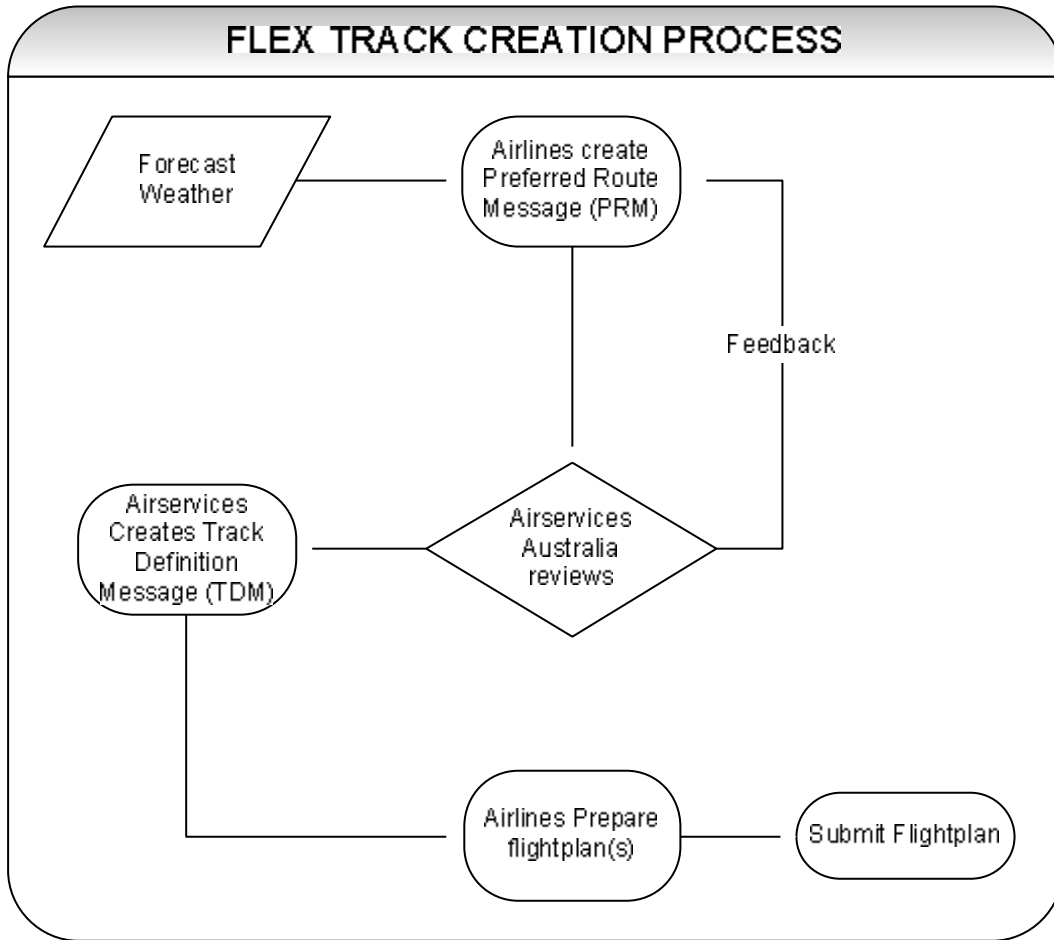 FLEX TRACK CREATION PROCESS
Forecast
Weather
Airlines create
Preferred Route
Message (PRM)
Feedback
Airservices
Creates Track
Definition
Message (TDM)
Airservices
Australia
reviews
Airlines Prepare
flightplan(s)
Submit Flightplan